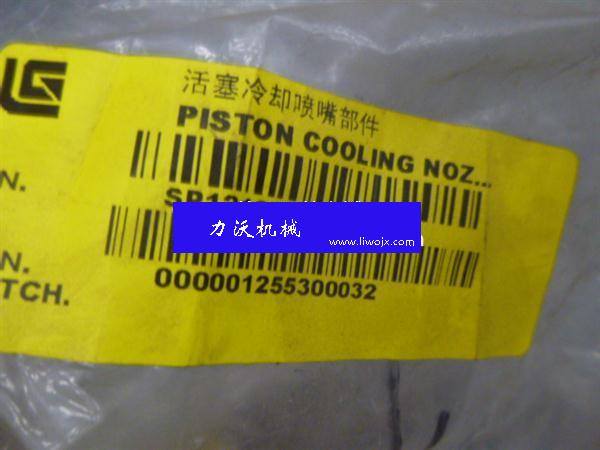 活塞冷却喷嘴部件
PISTON COOLING NOZ...
N.
力沃机械
www.liwojx.com
N.
TCH.
000001255300032